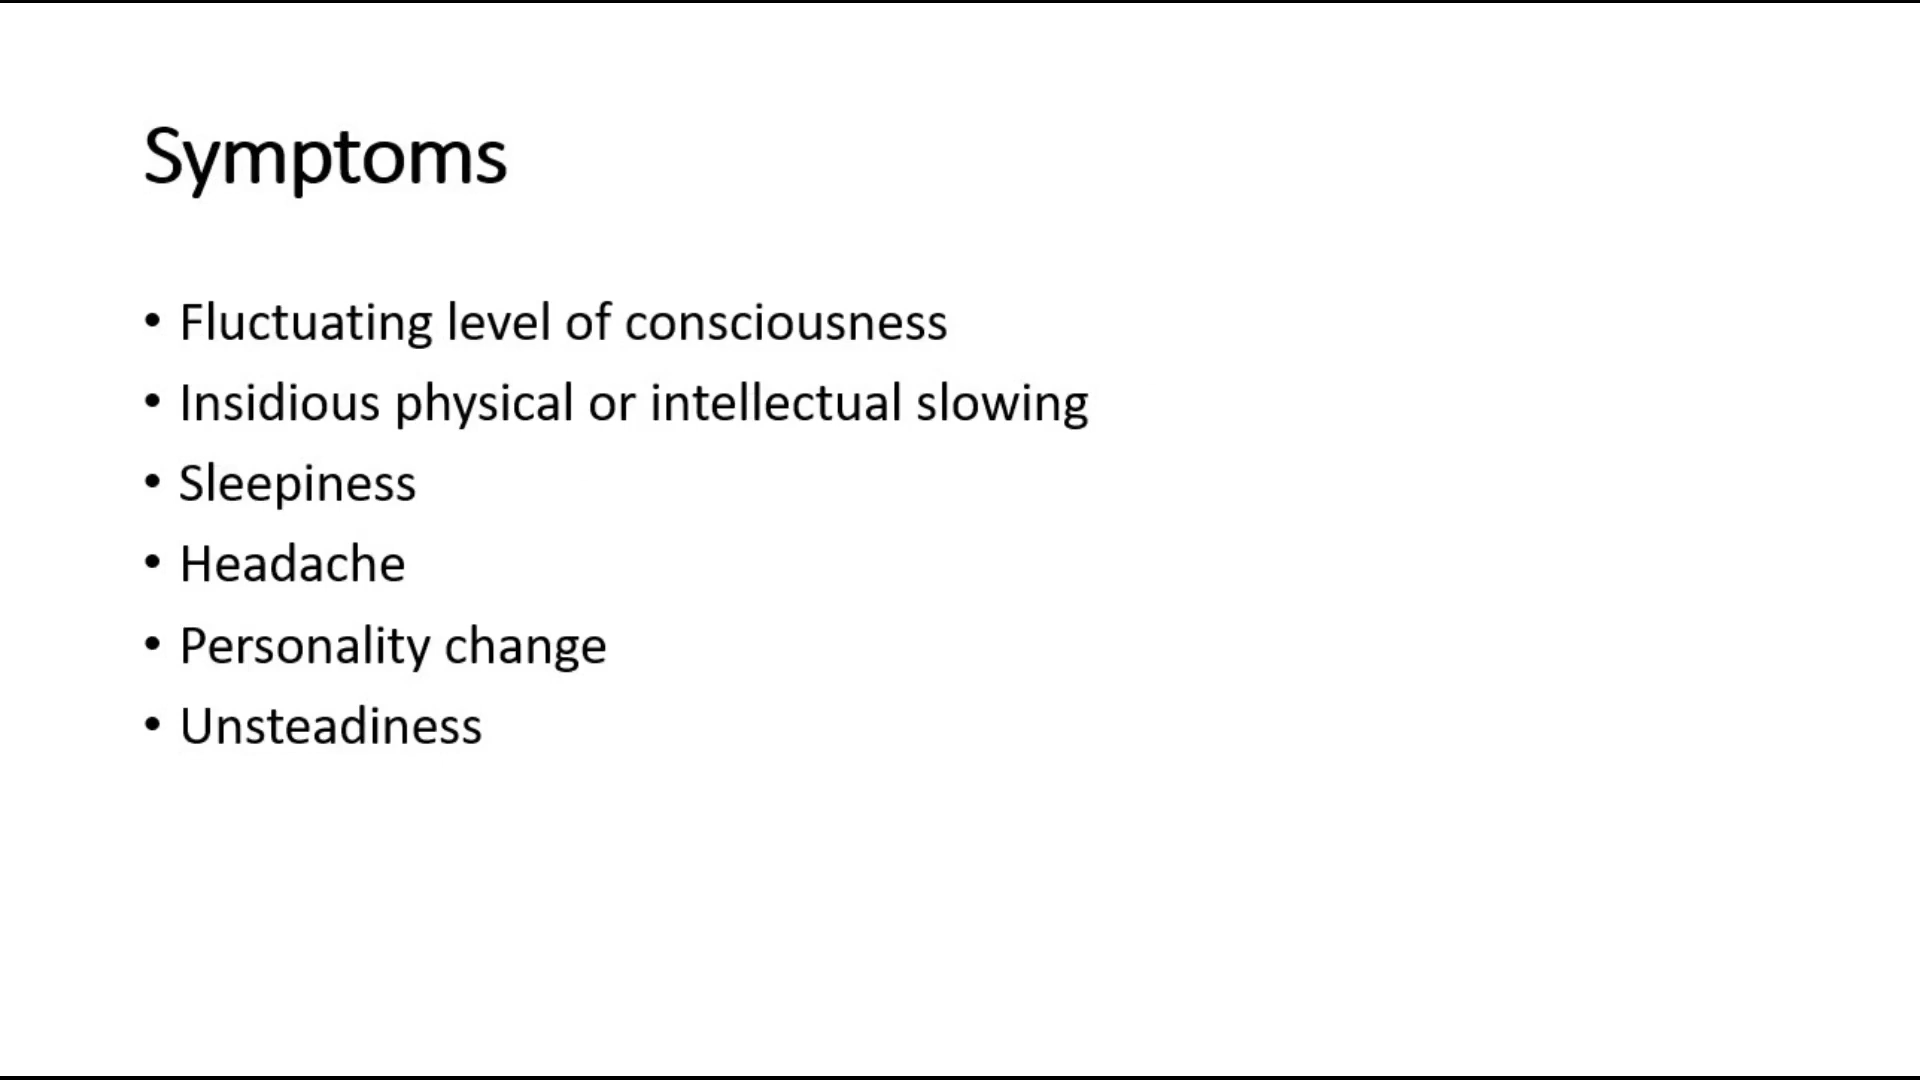 Symptoms
• Fluctuating level of consciousness
• Insidious physical or intellectual slowing
• Sleepiness
• Headache
• Personality change
• Unsteadiness